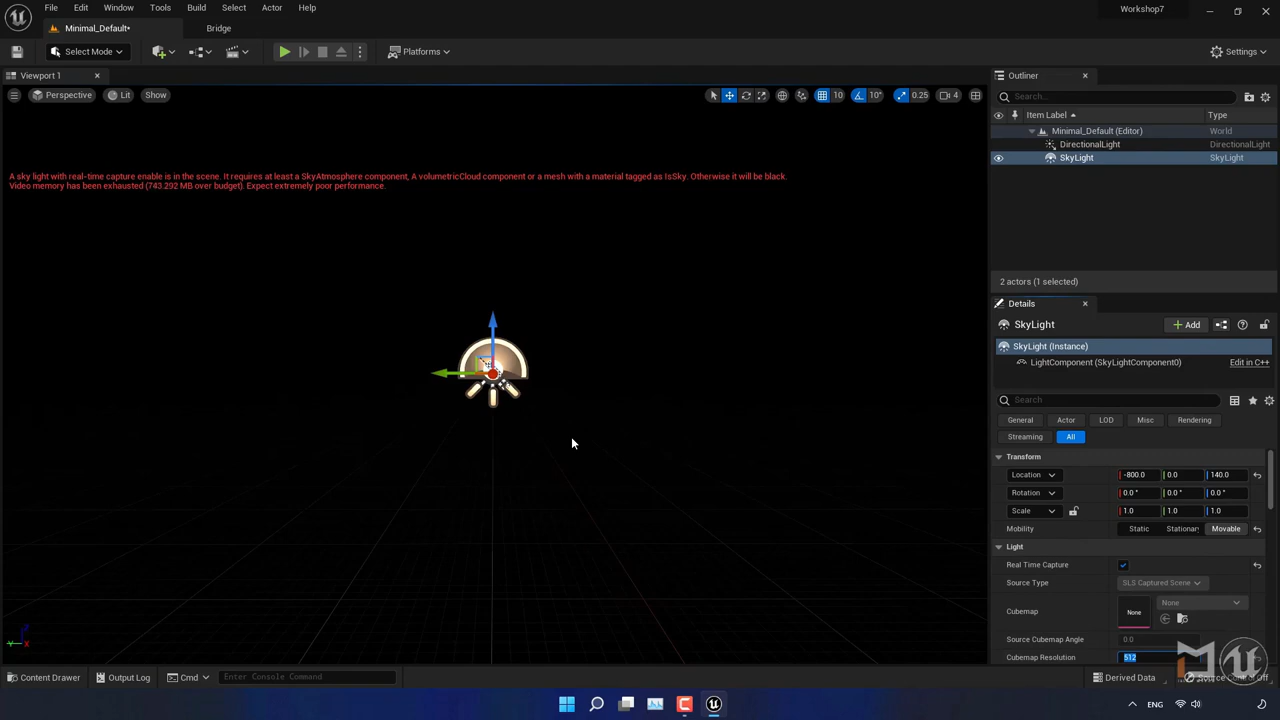 File Edit Window Tools Build Select Actor Help
Workshop7
Minimal_Default•
Bridge
Select Mode
Platforms
Settings
Viewport 1
Outliner
Perspective
Lit
Show
10
10°
0.25
4
Search...
Item Label
Type
Minimal_Default (Editor)
World
DirectionalLight
DirectionalLight
SkyLight
SkyLight
A sky light with real-time capture enable is in the scene. It requires at least a SkyAtmosphere component, A volumetricCloud component or a mesh with a material tagged as IsSky. Otherwise it will be black.
Video memory has been exhausted (743.292 MB over budget). Expect extremely poor performance.
2 actors (1 selected)
Details
SkyLight
Add
SkyLight (Instance)
LightComponent (SkyLightComponent0)
Edit in C++
Search
General
Actor
LOD
Misc
Rendering
Streaming
All
Transform
Location
-800.0
0.0
140.0
Rotation
0.0 °
0.0 °
0.0 °
Scale
1.0
1.0
1.0
Mobility
Static
Stationary
Movable
Light
Real Time Capture
Source Type
SLS Captured Scene
Cubemap
None
None
Source Cubemap Angle
0.0
Cubemap Resolution
512
Z
Y
X
Content Drawer
Output Log
Cmd
Enter Console Command
Derived Data
Source Control Off
ENG